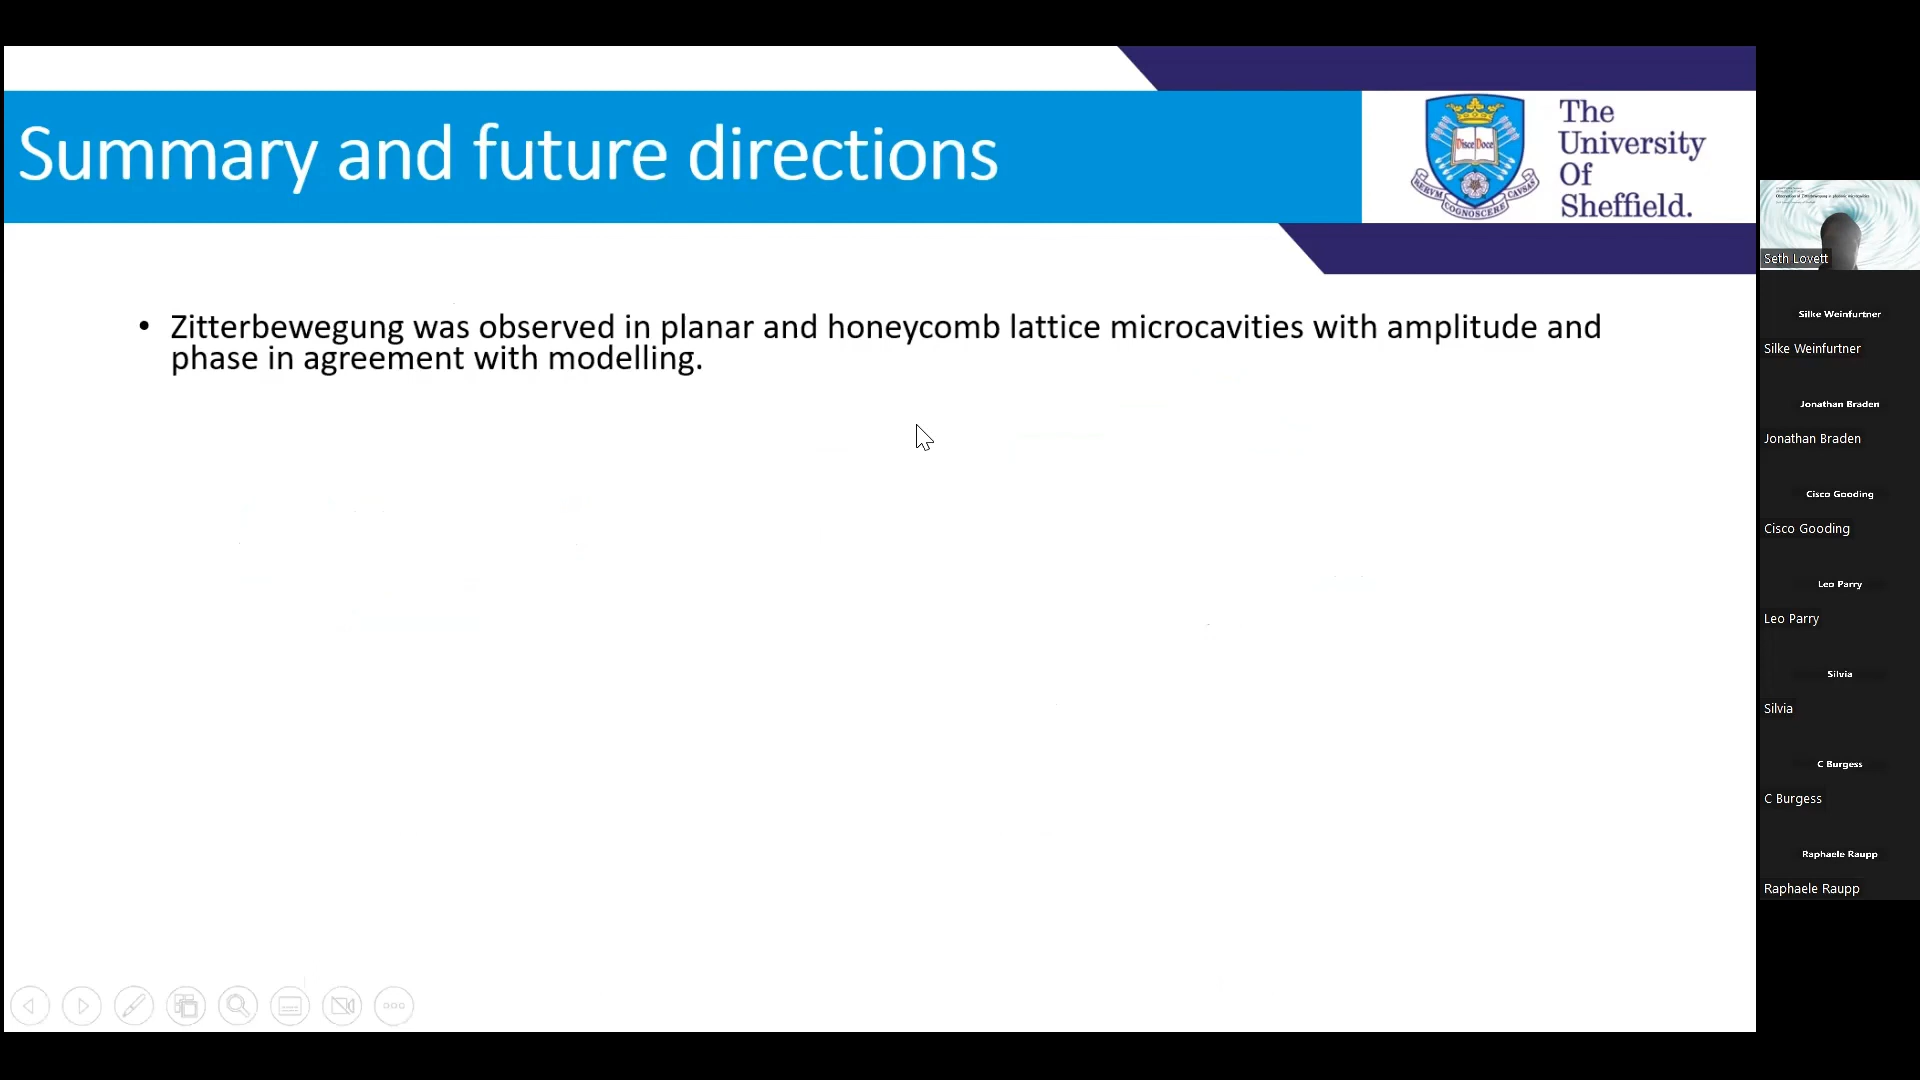 Summary and future directions
The
University
Of
Sheffield.
Disce Doce
RERVM COGNOSCERE CAVSAS
• Zitterbewegung was observed in planar and honeycomb lattice microcavities with amplitude and
phase in agreement with modelling.
Seth Lovett
Silke Weinfurtner
Silke Weinfurtner
Jonathan Braden
Jonathan Braden
Cisco Gooding
Cisco Gooding
Leo Parry
Leo Parry
Silvia
Silvia
C Burgess
C Burgess
Raphaele Raupp
Raphaele Raupp